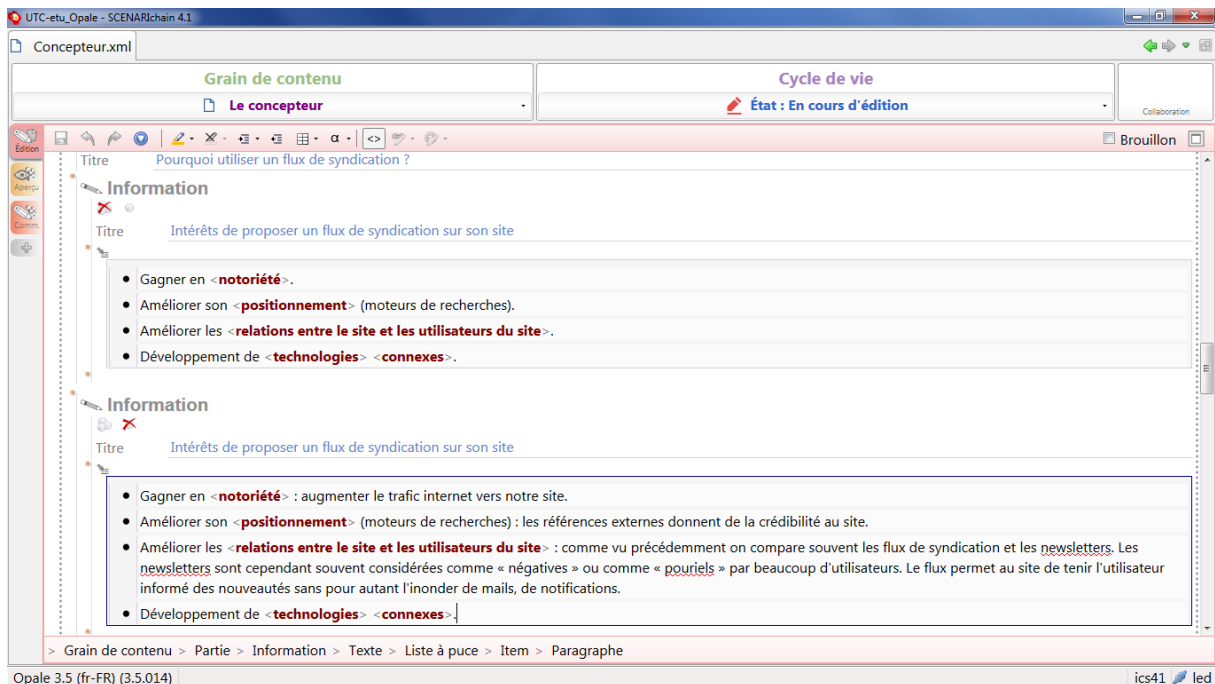 UTC-etu_Opale - SCENARIchain 4.1
Concepteur.xml
Grain de contenu
Cycle de vie
Le concepteur
État : En cours d'édition
Collaboration
Édition
α
<>
Brouillon
Titre Pourquoi utiliser un flux de syndication ?
Aperçu
Information
Comm.
Titre Intérêts de proposer un flux de syndication sur son site
• Gagner en <notoriété>.
• Améliorer son <positionnement> (moteurs de recherches).
• Améliorer les <relations entre le site et les utilisateurs du site>.
• Développement de <technologies> <connexes>.
Information
Titre Intérêts de proposer un flux de syndication sur son site
• Gagner en <notoriété> : augmenter le trafic internet vers notre site.
• Améliorer son <positionnement> (moteurs de recherches) : les références externes donnent de la crédibilité au site.
• Améliorer les <relations entre le site et les utilisateurs du site> : comme vu précédemment on compare souvent les flux de syndication et les newsletters. Les
newsletters sont cependant souvent considérées comme « négatives » ou comme « pouriels » par beaucoup d'utilisateurs. Le flux permet au site de tenir l'utilisateur
informé des nouveautés sans pour autant l'inonder de mails, de notifications.
• Développement de <technologies> <connexes>.
> Grain de contenu > Partie > Information > Texte > Liste à puce > Item > Paragraphe
Opale 3.5 (fr-FR) (3.5.014)
ics41 led